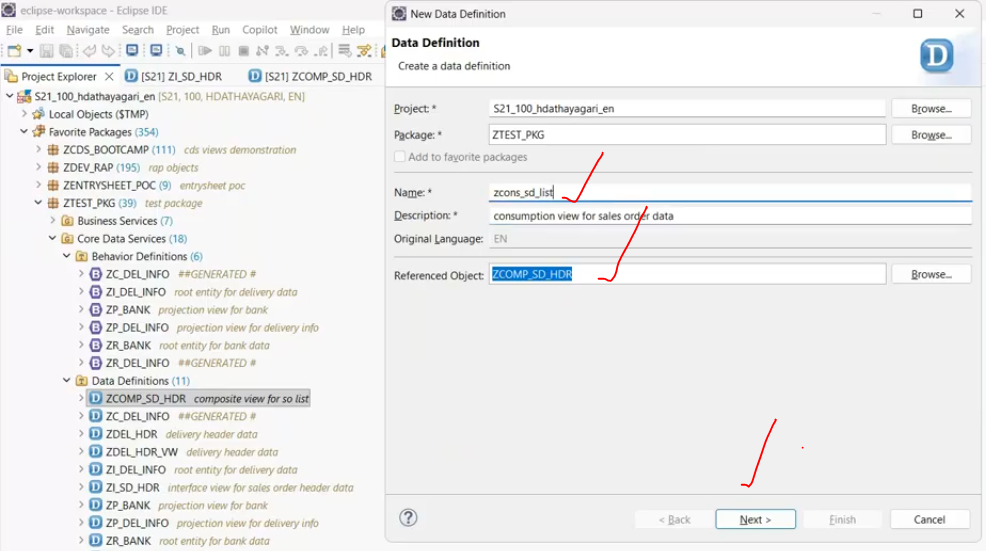 eclipse-workspace - Eclipse IDE
File Edit Navigate Search Project Run Copilot Window Help
Project Explorer
[S21] ZI_SD_HDR
[S21] ZCOMP_SD_HDR
S21_100_hdathayagari_en [S21, 100, HDATHAYAGARI, EN]
Local Objects ($TMP)
Favorite Packages (354)
ZCDS_BOOTCAMP (111) cds views demonstration
ZDEV_RAP (195) rap objects
ZENTRYSHEET_POC (9) entrysheet poc
ZTEST_PKG (39) test package
Business Services (7)
Core Data Services (18)
Behavior Definitions (6)
ZC_DEL_INFO ##GENERATED #
ZI_DEL_INFO root entity for delivery data
ZP_BANK projection view for bank
ZP_DEL_INFO projection view for delivery info
ZR_BANK root entity for bank data
ZR_DEL_INFO ##GENERATED #
Data Definitions (11)
ZCOMP_SD_HDR composite view for so list
ZC_DEL_INFO ##GENERATED #
ZDEL_HDR delivery header data
ZDEL_HDR_VW delivery header data
ZI_DEL_INFO root entity for delivery data
ZI_SD_HDR interface view for sales order header data
ZP_BANK projection view for bank
ZP_DEL_INFO projection view for delivery info
ZR_BANK root entity for bank data
New Data Definition
Data Definition
Create a data definition
D
Project: * S21_100_hdathayagari_en Browse...
Package: * ZTEST_PKG Browse...
Add to favorite packages
Name: * zcons_sd_list
Description: * consumption view for sales order data
Original Language: EN
Referenced Object: ZCOMP_SD_HDR Browse...
? < Back Next > Finish Cancel